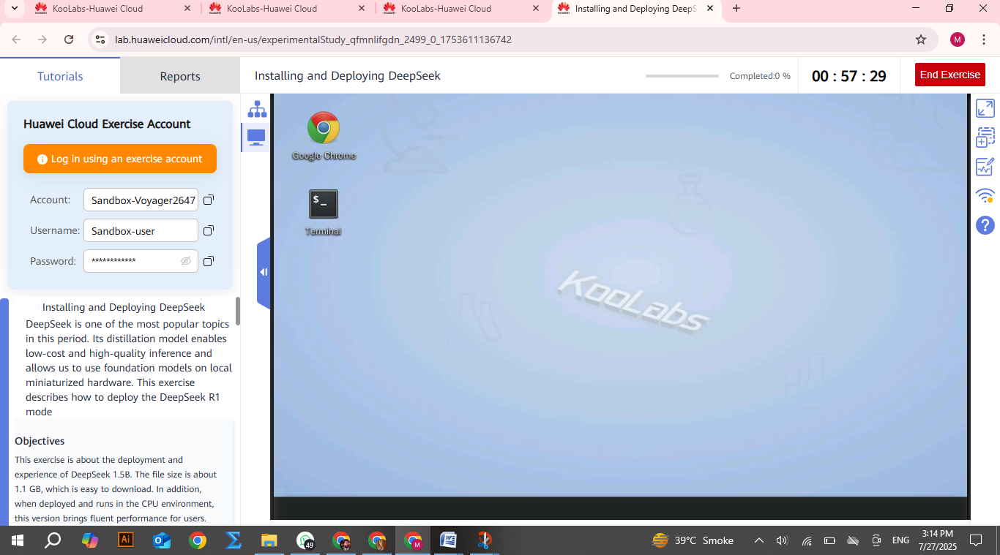 KooLabs-Huawei Cloud
KooLabs-Huawei Cloud
KooLabs-Huawei Cloud
Installing and Deploying DeepS
lab.huaweicloud.com/intl/en-us/experimentalStudy_qfmnlifgdn_2499_0_1753611136742
M
Tutorials
Reports
Installing and Deploying DeepSeek
Completed:0 %
00 : 57 : 29
End Exercise
Huawei Cloud Exercise Account
Log in using an exercise account
Account: Sandbox-Voyager2647
Username: Sandbox-user
Password: ************
Installing and Deploying DeepSeek
DeepSeek is one of the most popular topics
in this period. Its distillation model enables
low-cost and high-quality inference and
allows us to use foundation models on local
miniaturized hardware. This exercise
describes how to deploy the DeepSeek R1
mode
Objectives
This exercise is about the deployment and
experience of DeepSeek 1.5B. The file size is about
1.1 GB, which is easy to download. In addition,
when deployed and runs in the CPU environment,
this version brings fluent performance for users.
Google Chrome
$_
Terminal
KooLabs
?
Ai
49
M
39°C Smoke
ENG
3:14 PM
7/27/2025